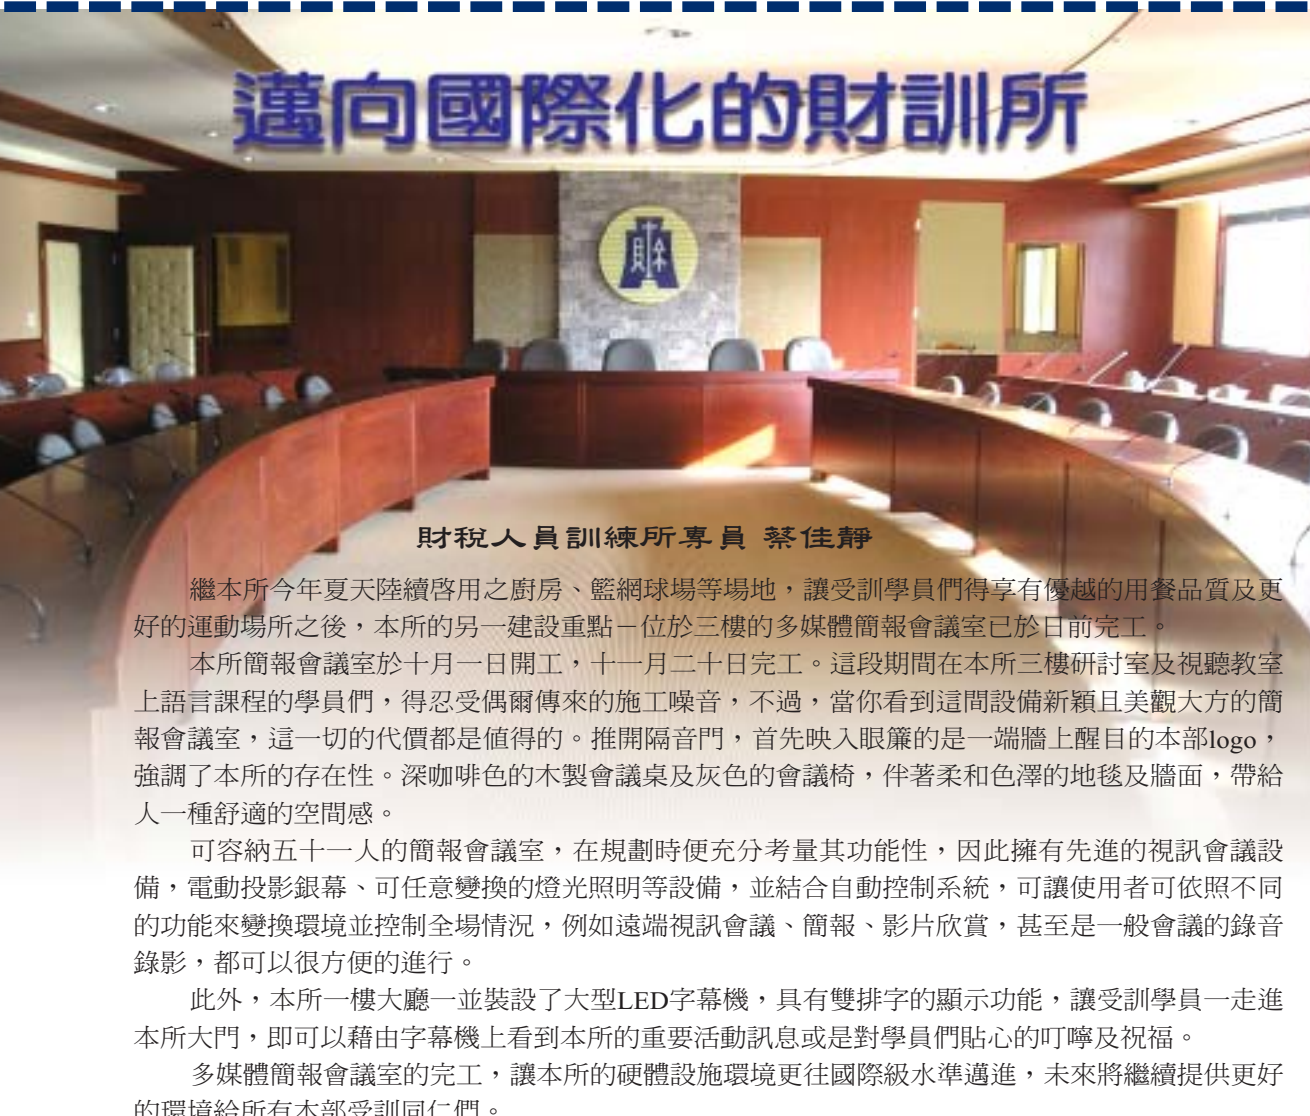 邁向國際化的財訓所
財稅人員訓練所專員 蔡佳靜
繼本所今年夏天陸續啓用之廚房、籃網球場等場地，讓受訓學員們得享有優越的用餐品質及更
好的運動場所之後，本所的另一建設重點－位於三樓的多媒體簡報會議室已於日前完工。
本所簡報會議室於十月一日開工，十一月二十日完工。這段期間在本所三樓研討室及視聽教室
上語言課程的學員們，得忍受偶爾傳來的施工噪音，不過，當你看到這間設備新穎且美觀大方的簡
報會議室，這一切的代價都是值得的。推開隔音門，首先映入眼簾的是一端牆上醒目的本部logo，
強調了本所的存在性。深咖啡色的木製會議桌及灰色的會議椅，伴著柔和色澤的地毯及牆面，帶給
人一種舒適的空間感。
可容納五十一人的簡報會議室，在規劃時便充分考量其功能性，因此擁有先進的視訊會議設
備，電動投影銀幕、可任意變換的燈光照明等設備，並結合自動控制系統，可讓使用者可依照不同
的功能來變換環境並控制全場情況，例如遠端視訊會議、簡報、影片欣賞，甚至是一般會議的錄音
錄影，都可以很方便的進行。
此外，本所一樓大廳一並裝設了大型LED字幕機，具有雙排字的顯示功能，讓受訓學員一走進
本所大門，即可以藉由字幕機上看到本所的重要活動訊息或是對學員們貼心的叮嚀及祝福。
多媒體簡報會議室的完工，讓本所的硬體設施環境更往國際級水準邁進，未來將繼續提供更好
的環境給所有本部受訓同仁們。